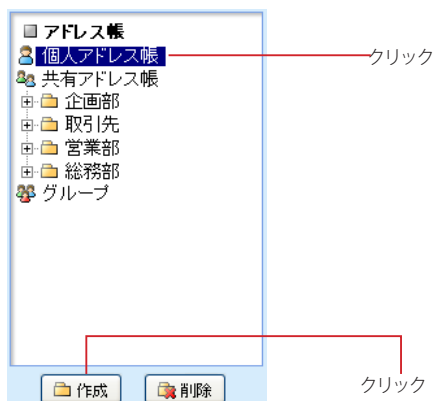 アドレス帳
個人アドレス帳
クリック
共有アドレス帳
企画部
取引先
営業部
総務部
グループ
作成
削除
クリック